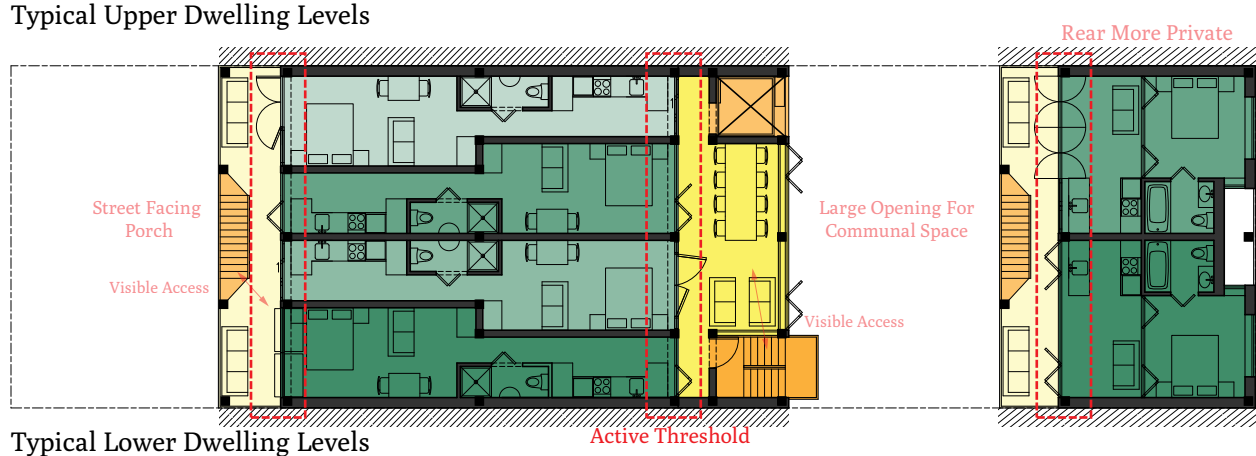 Typical Upper Dwelling Levels
Rear More Private
Street Facing
Porch
Large Opening For
Communal Space
Visible Access
Visible Access
Active Threshold
Typical Lower Dwelling Levels